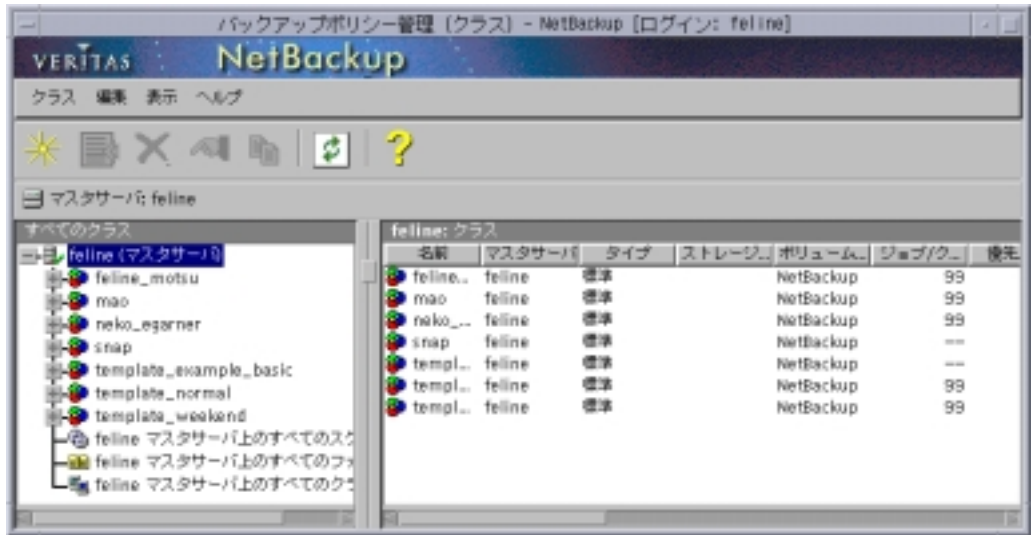 バックアップポリシー管理 (クラス) - NetBackup [ログイン: feline]
VERITAS NetBackup
クラス 編集 表示 ヘルプ
?
マスタサーバ: feline
すべてのクラス
feline (マスタサーバ)
feline_motsu
mao
neko_egarner
snap
template_example_basic
template_normal
template_weekend
feline マスタサーバ上のすべてのスケ
feline マスタサーバ上のすべてのファ
feline マスタサーバ上のすべてのクラ
feline: クラス
名前 マスタサーバ タイプ ストレージ... ボリューム... ジョブ/ク... 優先
feline... feline 標準 NetBackup 99
mao feline 標準 NetBackup 99
neko_... feline 標準 NetBackup 99
snap feline 標準 NetBackup ---
templ... feline 標準 NetBackup ---
templ... feline 標準 NetBackup 99
templ... feline 標準 NetBackup 99